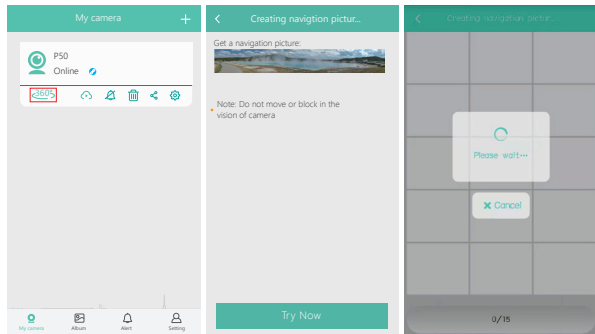 My camera
+
P50
Online
360
My camera
Album
Alert
Setting
Creating navigtion pictur...
Get a navigation picture:
Note: Do not move or block in the
vision of camera
Try Now
Creating navigtion pictur...
Please wait···
Cancel
0/15